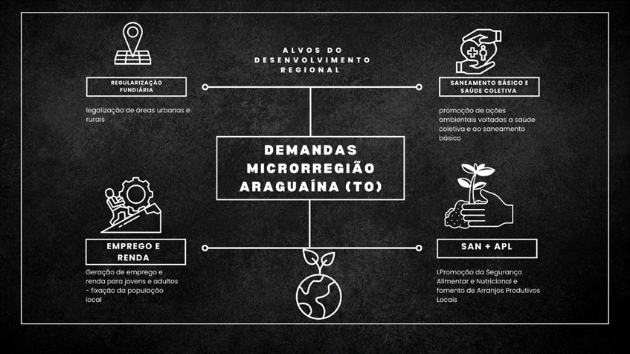 ALVOS DO
DESENVOLVIMENTO
REGIONAL
REGULARIZAÇÃO
FUNDIÁRIA
legalização de áreas urbanas e
rurais
SANEAMENTO BÁSICO E
SAÚDE COLETIVA
promoção de ações
ambientais voltadas a saúde
coletiva e ao saneamento
básico
DEMANDAS
MICRORREGIÃO
ARAGUAÍNA (TO)
EMPREGO E
RENDA
Geração de emprego e
renda para jovens e adultos
- fixação da população
local
SAN + APL
LPromoção da Segurança
Alimentar e Nutricional e
fomento de Arranjos Produtivos
Locais